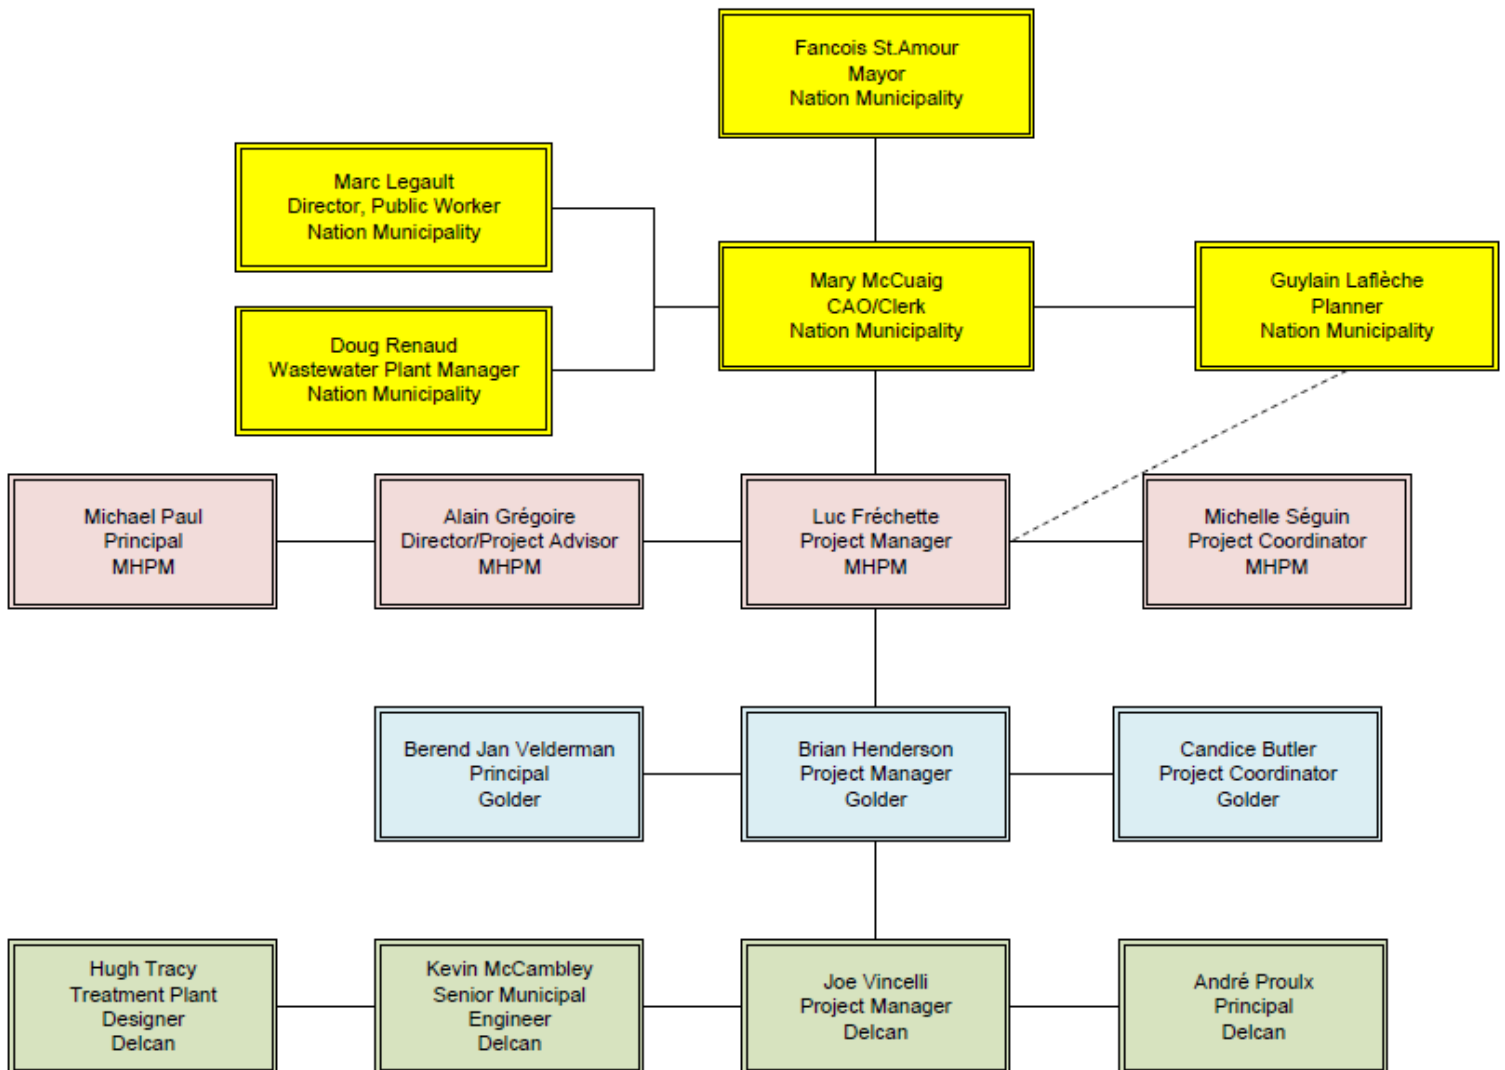 Fancois St.Amour
Mayor
Nation Municipality
Marc Legault
Director, Public Worker
Nation Municipality
Mary McCuaig
CAO/Clerk
Nation Municipality
Guylain Laflèche
Planner
Nation Municipality
Doug Renaud
Wastewater Plant Manager
Nation Municipality
Michael Paul
Principal
MHPM
Alain Grégoire
Director/Project Advisor
MHPM
Luc Fréchette
Project Manager
MHPM
Michelle Séguin
Project Coordinator
MHPM
Berend Jan Velderman
Principal
Golder
Brian Henderson
Project Manager
Golder
Candice Butler
Project Coordinator
Golder
Hugh Tracy
Treatment Plant
Designer
Delcan
Kevin McCambley
Senior Municipal
Engineer
Delcan
Joe Vincelli
Project Manager
Delcan
André Proulx
Principal
Delcan